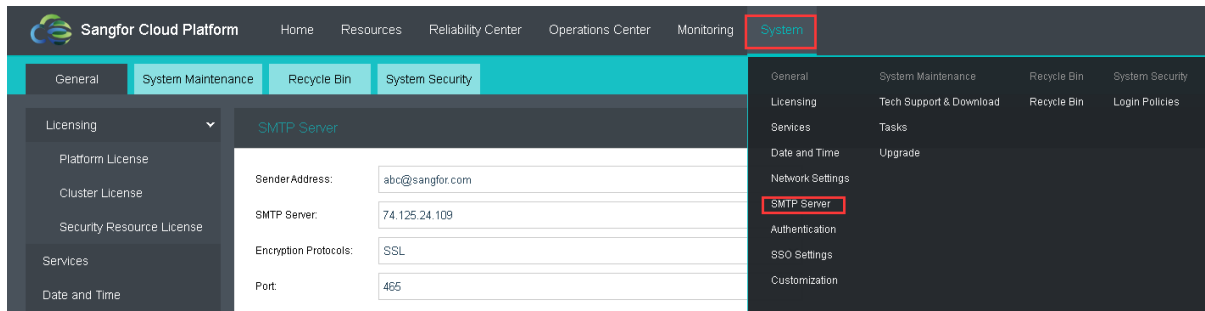 Sangfor Cloud Platform Home Resources Reliability Center Operations Center Monitoring System
General System Maintenance Recycle Bin System Security
General System Maintenance Recycle Bin System Security
Licensing Tech Support & Download Recycle Bin Login Policies
Services Tasks
Date and Time Upgrade
Network Settings
SMTP Server
Authentication
SSO Settings
Customization
Licensing
Platform License
Cluster License
Security Resource License
Services
Date and Time
SMTP Server
Sender Address: abc@sangfor.com
SMTP Server: 74.125.24.109
Encryption Protocols: SSL
Port: 465